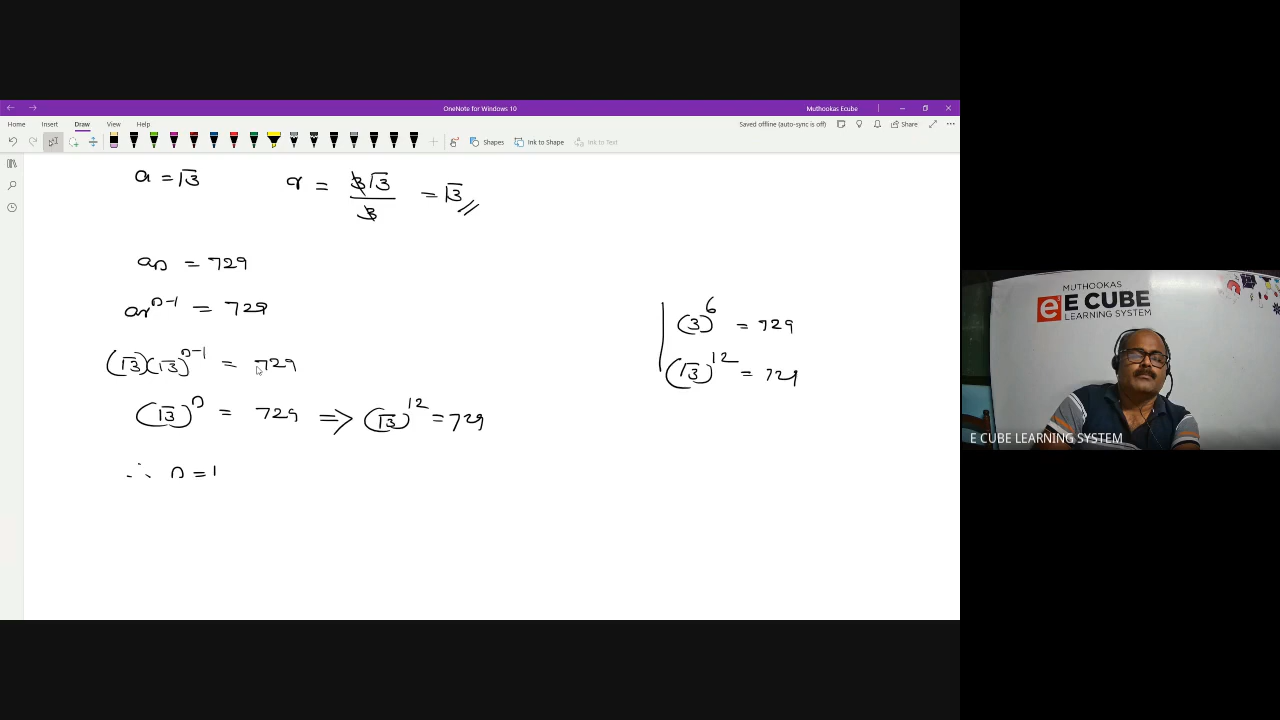 OneNote for Windows 10
Muthookas Ecube
Home Insert Draw View Help
Saved offline (auto-sync is off)
Share
Shapes
Ink to Shape
Ink to Text
a = √3
r = 3√3 / 3 = √3 //
an = 729
ar^n-1 = 729
(√3)(√3)^n-1 = 729
(√3)^n = 729 ⇒ (√3)^12 = 729
∴ n = 1
(3)^6 = 729
(√3)^12 = 729
MUTHOOKAS
e³ E CUBE
LEARNING SYSTEM
E CUBE LEARNING SYSTEM